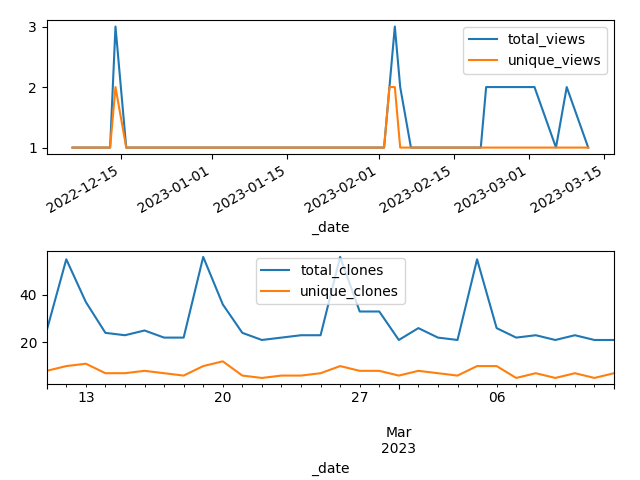 3
2
1
total_views
unique_views
2022-12-15
2023-01-01
2023-01-15
2023-02-01
2023-02-15
2023-03-01
2023-03-15
_date
40
20
total_clones
unique_clones
13
20
27
06
Mar
2023
_date